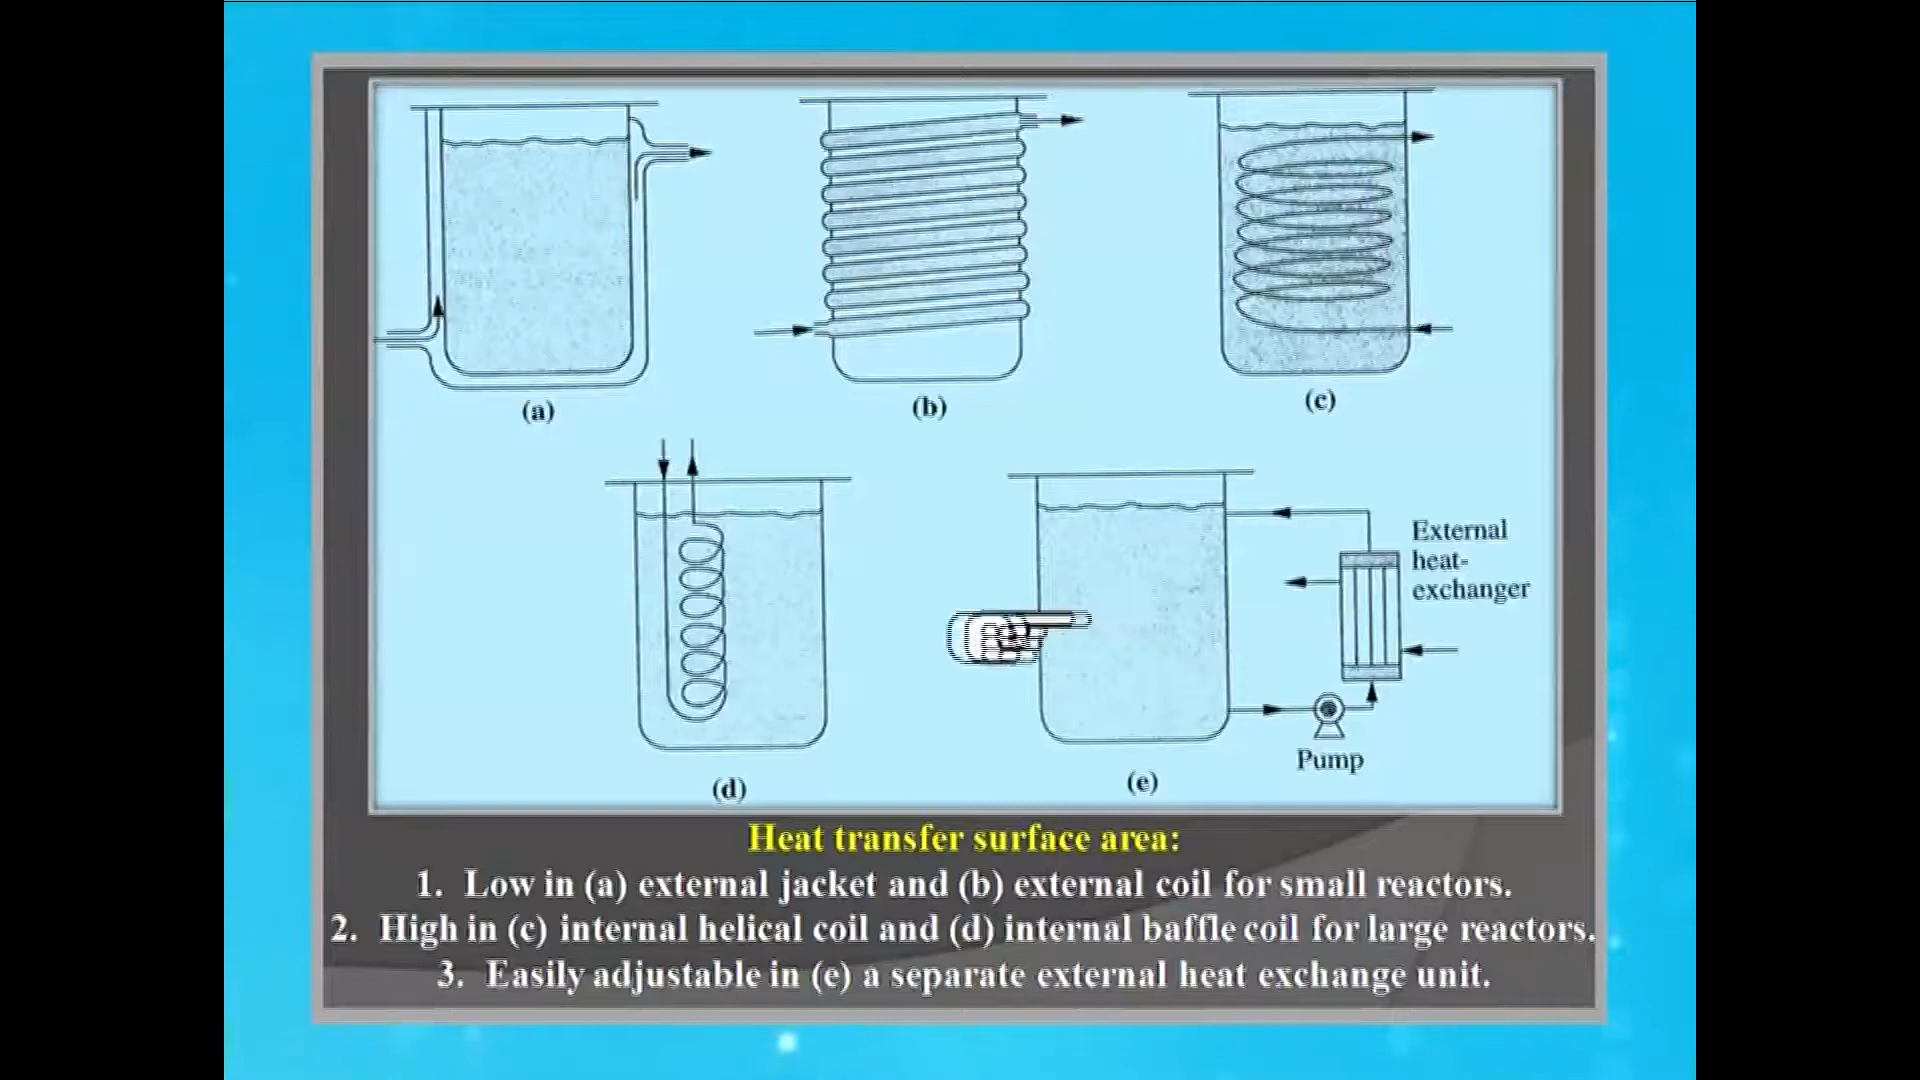 (a)
(b)
(c)
External
heat-
exchanger
Pump
(d)
(e)
Heat transfer surface area:
1. Low in (a) external jacket and (b) external coil for small reactors.
2. High in (c) internal helical coil and (d) internal baffle coil for large reactors.
3. Easily adjustable in (e) a separate external heat exchange unit.